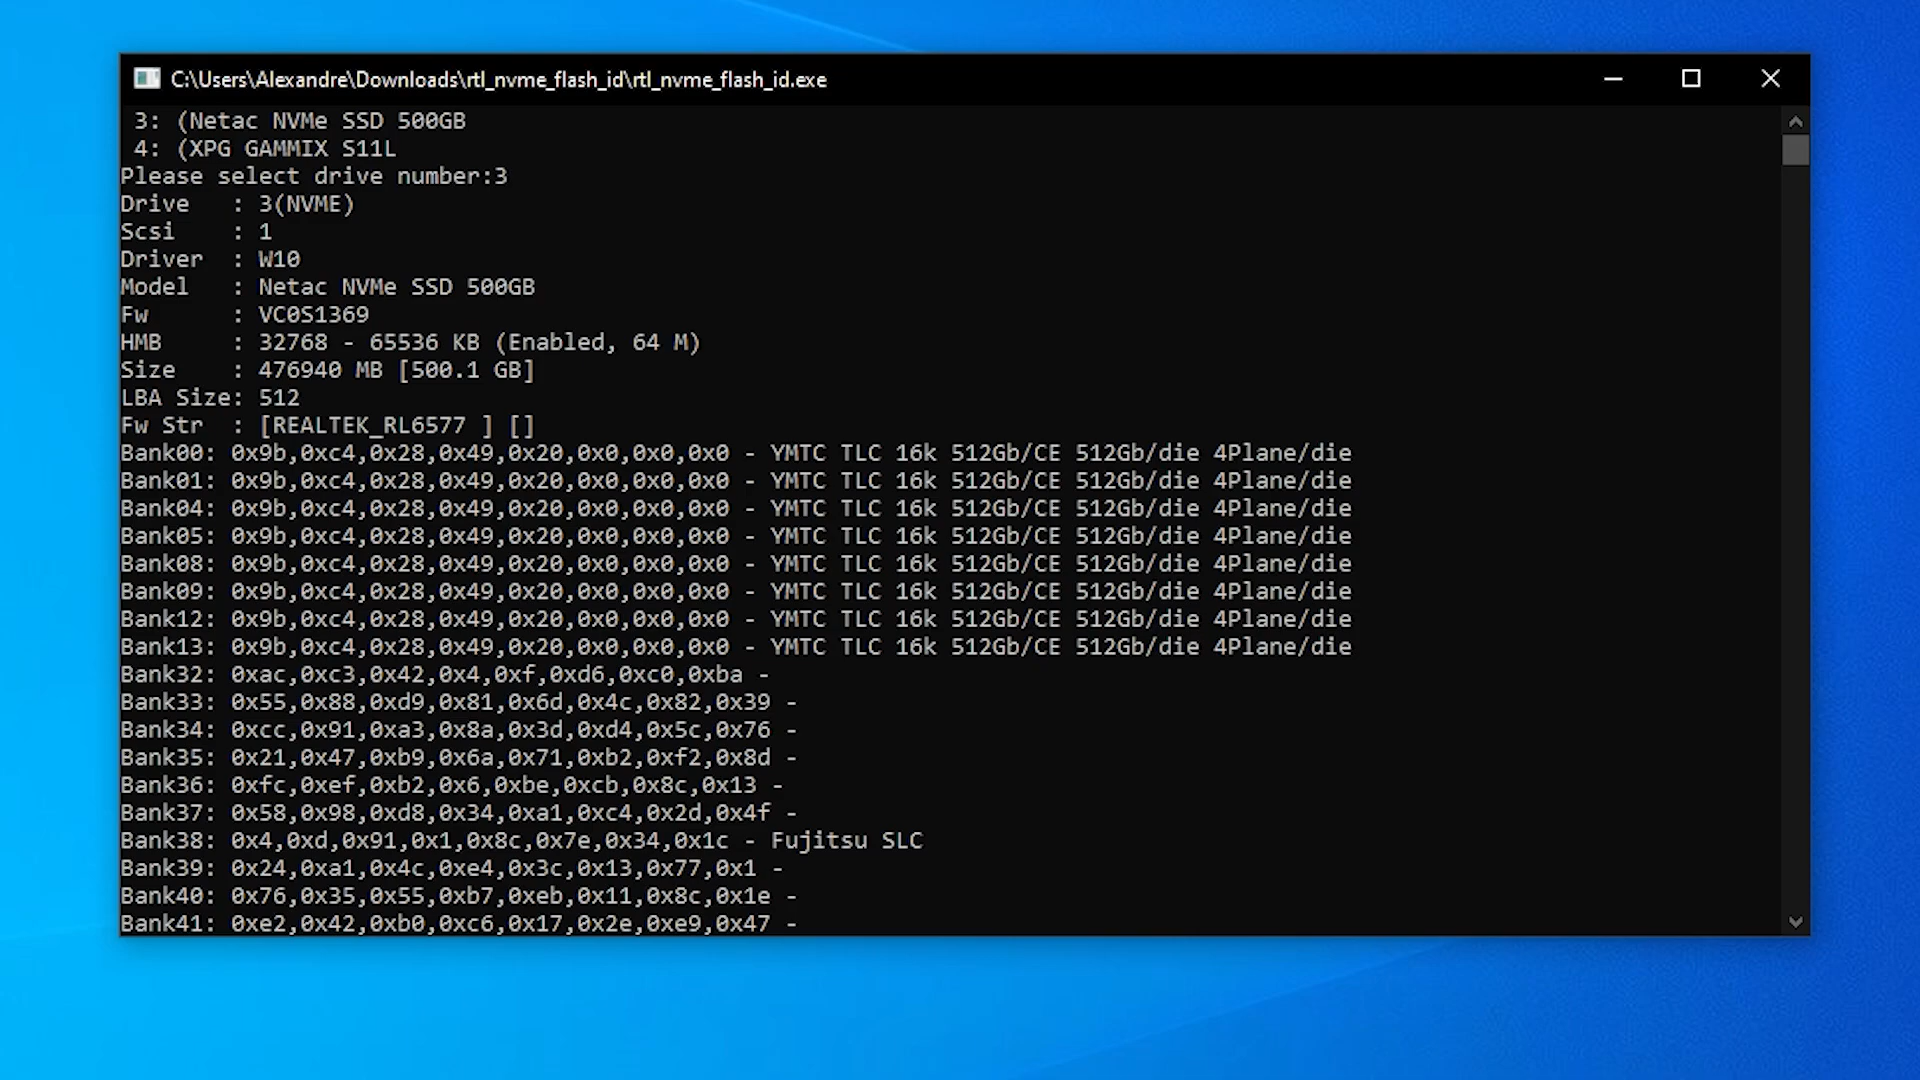 C:\Users\Alexandre\Downloads\rtl_nvme_flash_id\rtl_nvme_flash_id.exe
3: (Netac NVMe SSD 500GB
4: (XPG GAMMIX S11L
Please select drive number:3
Drive   : 3(NVME)
Scsi    : 1
Driver  : W10
Model   : Netac NVMe SSD 500GB
Fw      : VC0S1369
HMB     : 32768 - 65536 KB (Enabled, 64 M)
Size    : 476940 MB [500.1 GB]
LBA Size: 512
Fw Str  : [REALTEK_RL6577 ] []
Bank00: 0x9b,0xc4,0x28,0x49,0x20,0x0,0x0,0x0 - YMTC TLC 16k 512Gb/CE 512Gb/die 4Plane/die
Bank01: 0x9b,0xc4,0x28,0x49,0x20,0x0,0x0,0x0 - YMTC TLC 16k 512Gb/CE 512Gb/die 4Plane/die
Bank04: 0x9b,0xc4,0x28,0x49,0x20,0x0,0x0,0x0 - YMTC TLC 16k 512Gb/CE 512Gb/die 4Plane/die
Bank05: 0x9b,0xc4,0x28,0x49,0x20,0x0,0x0,0x0 - YMTC TLC 16k 512Gb/CE 512Gb/die 4Plane/die
Bank08: 0x9b,0xc4,0x28,0x49,0x20,0x0,0x0,0x0 - YMTC TLC 16k 512Gb/CE 512Gb/die 4Plane/die
Bank09: 0x9b,0xc4,0x28,0x49,0x20,0x0,0x0,0x0 - YMTC TLC 16k 512Gb/CE 512Gb/die 4Plane/die
Bank12: 0x9b,0xc4,0x28,0x49,0x20,0x0,0x0,0x0 - YMTC TLC 16k 512Gb/CE 512Gb/die 4Plane/die
Bank13: 0x9b,0xc4,0x28,0x49,0x20,0x0,0x0,0x0 - YMTC TLC 16k 512Gb/CE 512Gb/die 4Plane/die
Bank32: 0xac,0xc3,0x42,0x4,0xf,0xd6,0xc0,0xba -
Bank33: 0x55,0x88,0xd9,0x81,0x6d,0x4c,0x82,0x39 -
Bank34: 0xcc,0x91,0xa3,0x8a,0x3d,0xd4,0x5c,0x76 -
Bank35: 0x21,0x47,0xb9,0x6a,0x71,0xb2,0xf2,0x8d -
Bank36: 0xfc,0xef,0xb2,0x6,0xbe,0xcb,0x8c,0x13 -
Bank37: 0x58,0x98,0xd8,0x34,0xa1,0xc4,0x2d,0x4f -
Bank38: 0x4,0xd,0x91,0x1,0x8c,0x7e,0x34,0x1c - Fujitsu SLC
Bank39: 0x24,0xa1,0x4c,0xe4,0x3c,0x13,0x77,0x1 -
Bank40: 0x76,0x35,0x55,0xb7,0xeb,0x11,0x8c,0x1e -
Bank41: 0xe2,0x42,0xb0,0xc6,0x17,0x2e,0xe9,0x47 -